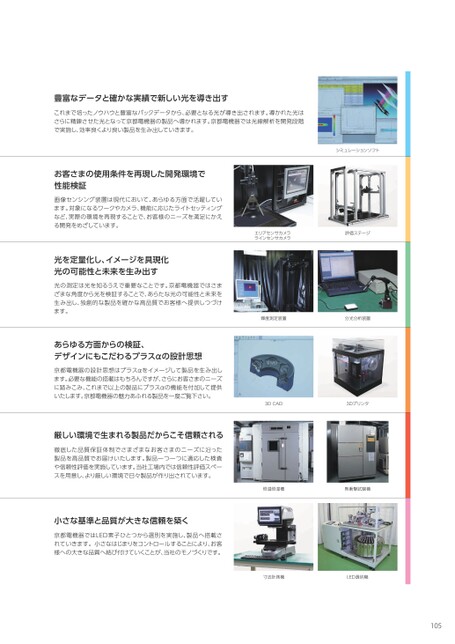 豊富なデータと確かな実績で新しい光を導き出す
これまで培ったノウハウと豊富なバックデータから、必要となる光が導き出されます。導かれた光は
さらに精錬させた光となって京都電機器の製品へ導かれます。京都電機器では光線解析を開発段階
で実施し、効率良くより良い製品を生み出していきます。
シミュレーションソフト
お客さまの使用条件を再現した開発環境で
性能検証
画像センシング装置は現代において、あらゆる方面で活躍してい
ます。対象になるワークやカメラ、機能に応じたライトセッティング
など、実際の環境を再現することで、お客様のニーズを満足にかえ
る開発をめざしています。
エリアセンサカメラ
ラインセンサカメラ
評価ステージ
光を定量化し、イメージを具現化
光の可能性と未来を生み出す
光の測定は光を知るうえで重要なことです。京都電機器ではさま
ざまな角度から光を検証することで、あらたな光の可能性と未来を
生み出し、独創的な製品を確かな高品質でお客様へ提供しつづけ
ます。
輝度測定装置
分光分析装置
あらゆる方面からの検証、
デザインにもこだわるプラスαの設計思想
京都電機器の設計思想はプラスαをイメージして製品を生み出し
ます。必要な機能の搭載はもちろんですが、さらにお客さまのニーズ
に踏みこみ、これまで以上の製品にプラスαの機能を付加して提供
いたします。京都電機器の魅力あふれる製品を一度ご覧下さい。
3D CAD
3Dプリンタ
厳しい環境で生まれる製品だからこそ信頼される
徹底した品質保証体制でさまざまなお客さまのニーズに沿った
製品を高品質でお届けいたします。製品一つ一つに適応した検査
や信頼性評価を実施しています。当社工場内では信頼性評価スペー
スを用意し、より厳しい環境で日々製品が作り出されています。
恒温恒湿機
熱衝撃試験機
小さな基準と品質が大きな信頼を築く
京都電機器ではLED素子ひとつから選別を実施し、製品へ搭載さ
れていきます。 小さなはじまりをコントロールすることにより、お客
様への大きな品質へ結び付けていくことが、当社のモノづくりです。
寸法計測機
LED選別機
105